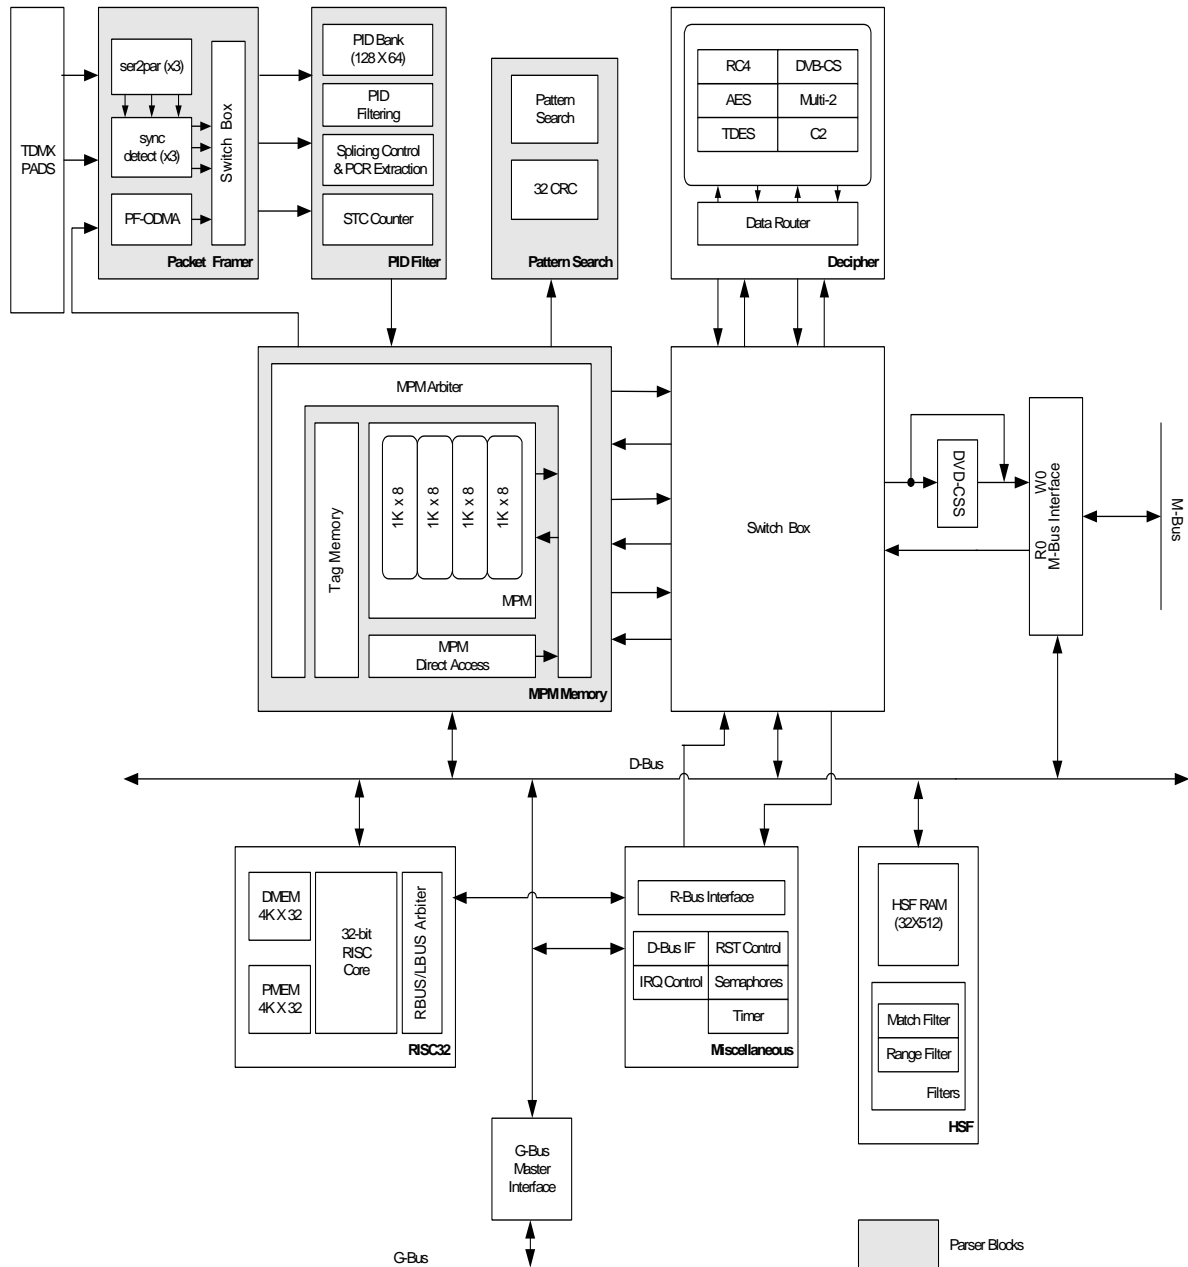 TDMX
PADS
ser2par (x3)
sync
detect (x3)
PF-ODMA
Switch Box
Packet Framer
PID Bank
(128 X 64)
PID
Filtering
Splicing Control
& PCR Extraction
STC Counter
PID Filter
Pattern
Search
32 CRC
Pattern Search
RC4
DVB-CS
AES
Multi-2
TDES
C2
Data Router
Decipher
MPM Arbiter
Tag Memory
1K x 8
1K x 8
1K x 8
1K x 8
MPM
MPM
Direct Access
MPM Memory
Switch Box
DVD-CSS
R0 W0
M-Bus Interface
M-Bus
D-Bus
DMEM
4K X 32
PMEM
4K X 32
32-bit
RISC
Core
RBUS/LBUS Arbiter
RISC32
R-Bus Interface
D-Bus IF
RST Control
IRQ Control
Semaphores
Timer
Miscellaneous
HSF RAM
(32X512)
Match Filter
Range Filter
Filters
HSF
G-Bus
Master
Interface
G-Bus
Parser Blocks